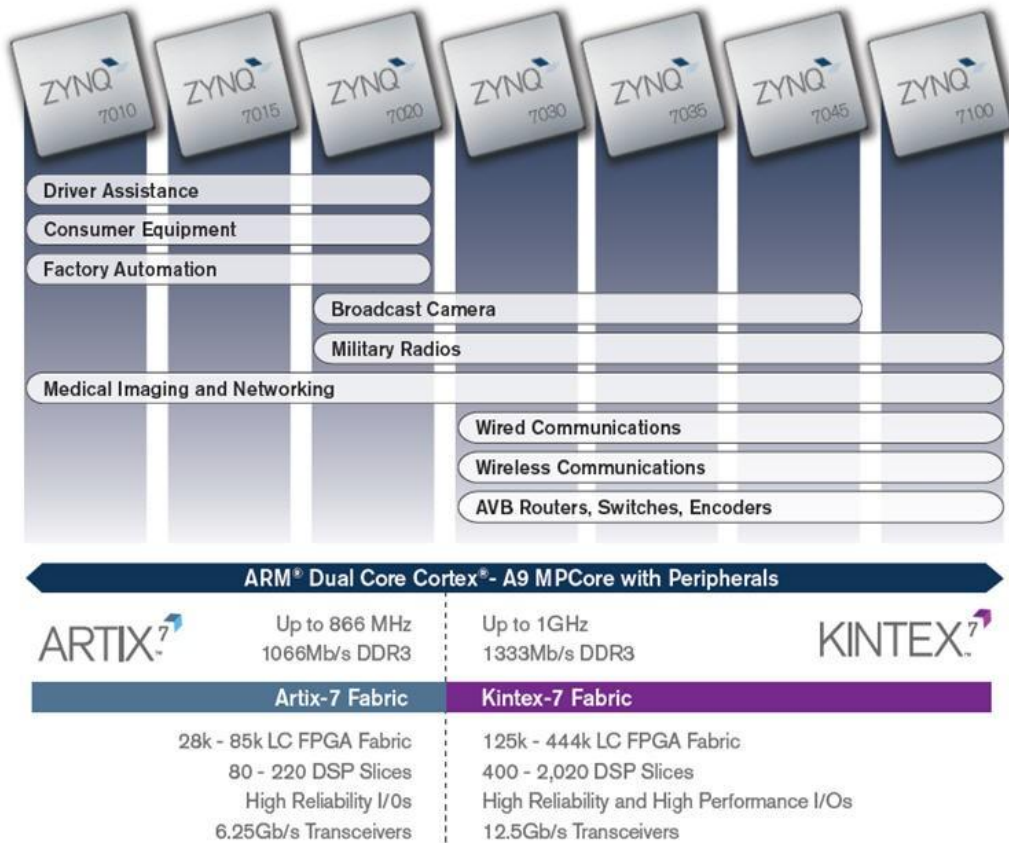 ZYNQ 7010
ZYNQ 7015
ZYNQ 7020
ZYNQ 7030
ZYNQ 7035
ZYNQ 7045
ZYNQ 7100
Driver Assistance
Consumer Equipment
Factory Automation
Broadcast Camera
Military Radios
Medical Imaging and Networking
Wired Communications
Wireless Communications
AVB Routers, Switches, Encoders
ARM® Dual Core Cortex®- A9 MPCore with Peripherals
ARTIX 7™
Up to 866 MHz
1066Mb/s DDR3
Up to 1GHz
1333Mb/s DDR3
KINTEX 7™
Artix-7 Fabric
Kintex-7 Fabric
28k - 85k LC FPGA Fabric
80 - 220 DSP Slices
High Reliability I/0s
6.25Gb/s Transceivers
125k - 444k LC FPGA Fabric
400 - 2,020 DSP Slices
High Reliability and High Performance I/Os
12.5Gb/s Transceivers